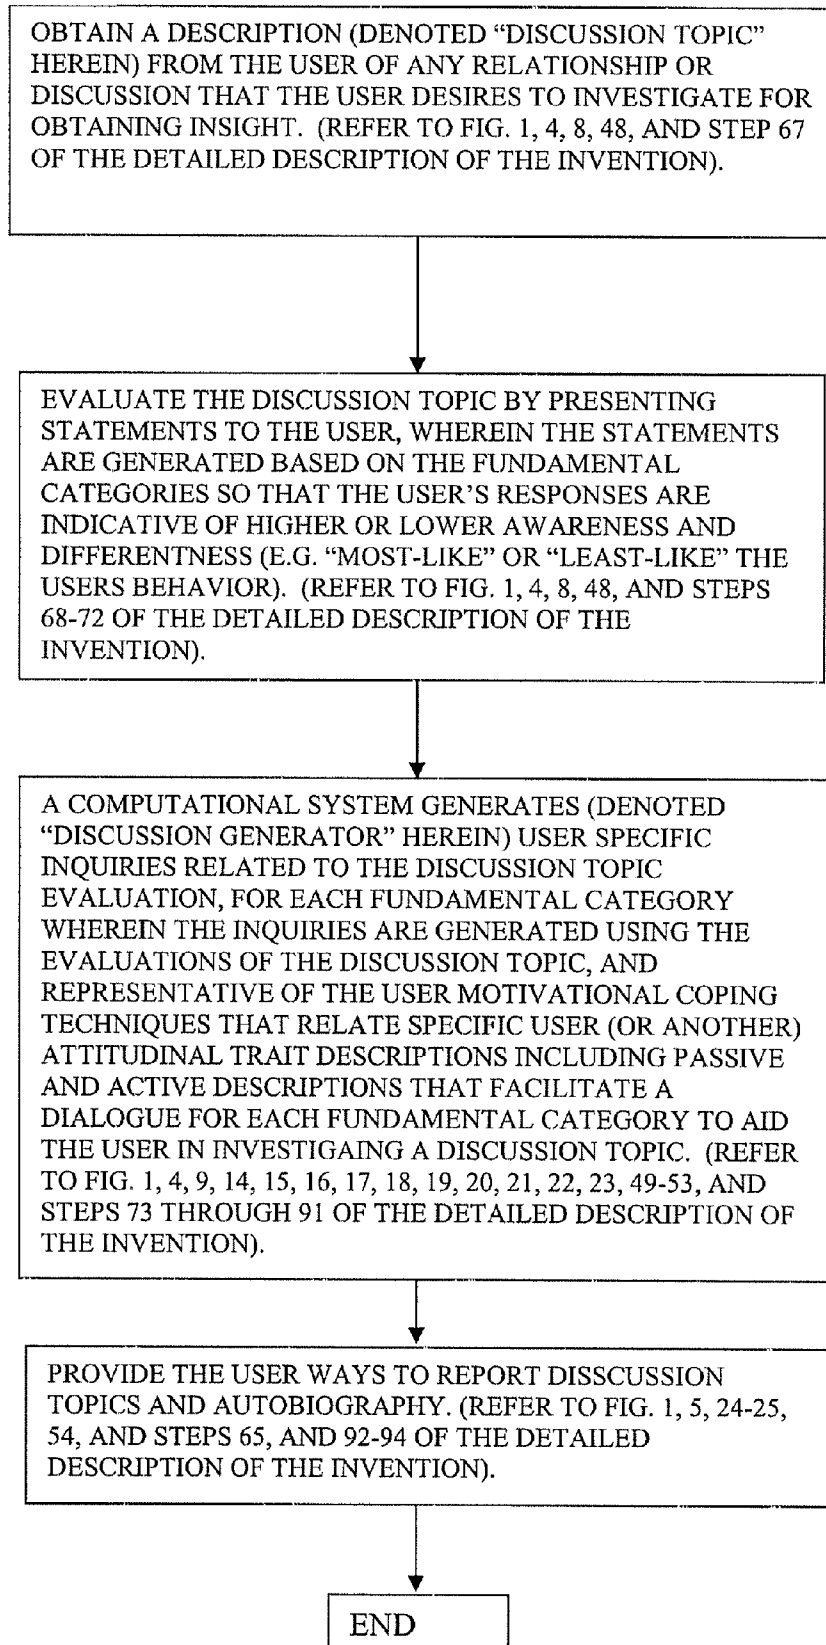 OBTAIN A DESCRIPTION (DENOTED “DISCUSSION TOPIC”
HEREIN) FROM THE USER OF ANY RELATIONSHIP OR
DISCUSSION THAT THE USER DESIRES TO INVESTIGATE FOR
OBTAINING INSIGHT. (REFER TO FIG. 1, 4, 8, 48, AND STEP 67
OF THE DETAILED DESCRIPTION OF THE INVENTION).
EVALUATE THE DISCUSSION TOPIC BY PRESENTING
STATEMENTS TO THE USER, WHEREIN THE STATEMENTS
ARE GENERATED BASED ON THE FUNDAMENTAL
CATEGORIES SO THAT THE USER’S RESPONSES ARE
INDICATIVE OF HIGHER OR LOWER AWARENESS AND
DIFFERENTNESS (E.G. “MOST-LIKE” OR “LEAST-LIKE” THE
USERS BEHAVIOR). (REFER TO FIG. 1, 4, 8, 48, AND STEPS
68-72 OF THE DETAILED DESCRIPTION OF THE
INVENTION).
A COMPUTATIONAL SYSTEM GENERATES (DENOTED
“DISCUSSION GENERATOR” HEREIN) USER SPECIFIC
INQUIRIES RELATED TO THE DISCUSSION TOPIC
EVALUATION, FOR EACH FUNDAMENTAL CATEGORY
WHEREIN THE INQUIRIES ARE GENERATED USING THE
EVALUATIONS OF THE DISCUSSION TOPIC, AND
REPRESENTATIVE OF THE USER MOTIVATIONAL COPING
TECHNIQUES THAT RELATE SPECIFIC USER (OR ANOTHER)
ATTITUDINAL TRAIT DESCRIPTIONS INCLUDING PASSIVE
AND ACTIVE DESCRIPTIONS THAT FACILITATE A
DIALOGUE FOR EACH FUNDAMENTAL CATEGORY TO AID
THE USER IN INVESTIGAING A DISCUSSION TOPIC. (REFER
TO FIG. 1, 4, 9, 14, 15, 16, 17, 18, 19, 20, 21, 22, 23, 49-53, AND
STEPS 73 THROUGH 91 OF THE DETAILED DESCRIPTION OF
THE INVENTION).
PROVIDE THE USER WAYS TO REPORT DISSCUSSION
TOPICS AND AUTOBIOGRAPHY. (REFER TO FIG. 1, 5, 24-25,
54, AND STEPS 65, AND 92-94 OF THE DETAILED
DESCRIPTION OF THE INVENTION).
END